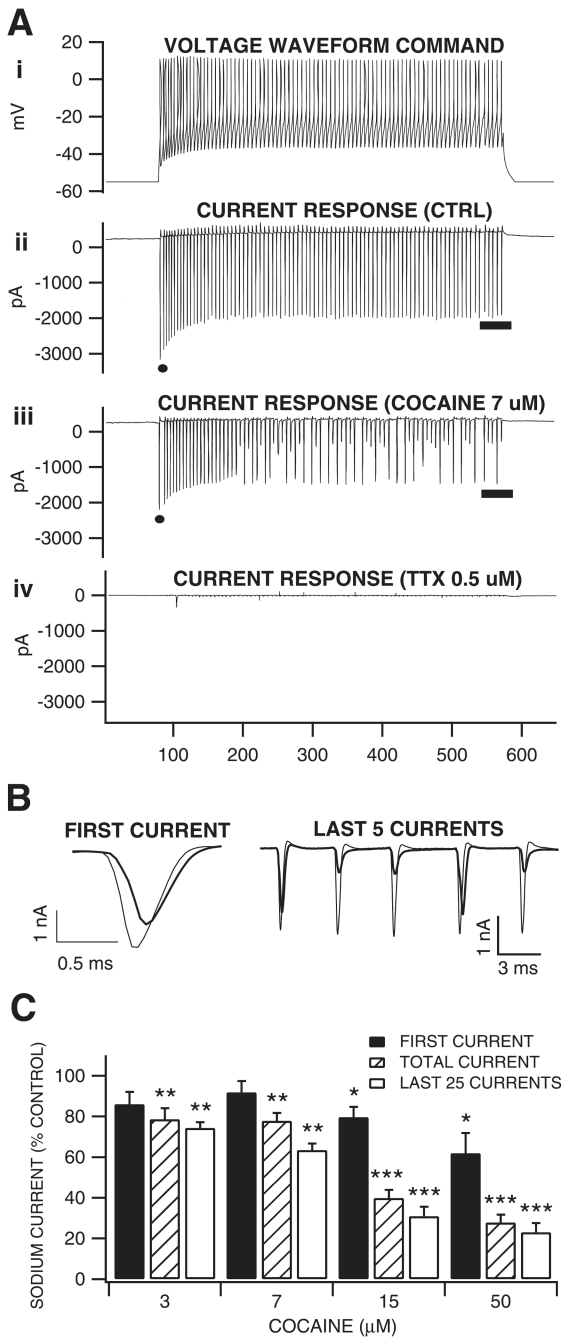 A
VOLTAGE WAVEFORM COMMAND
i
20
0
-20
-40
-60
mV
CURRENT RESPONSE (CTRL)
ii
0
-1000
-2000
-3000
pA
CURRENT RESPONSE (COCAINE 7 uM)
iii
0
-1000
-2000
-3000
pA
CURRENT RESPONSE (TTX 0.5 uM)
iv
0
-1000
-2000
-3000
pA
100 200 300 400 500 600
B
FIRST CURRENT
LAST 5 CURRENTS
1 nA
0.5 ms
1 nA
3 ms
C
FIRST CURRENT
TOTAL CURRENT
LAST 25 CURRENTS
SODIUM CURRENT (% CONTROL)
100
80
60
40
20
0
** ** ** ** * *** *** * *** ***
3 7 15 50
COCAINE (μM)